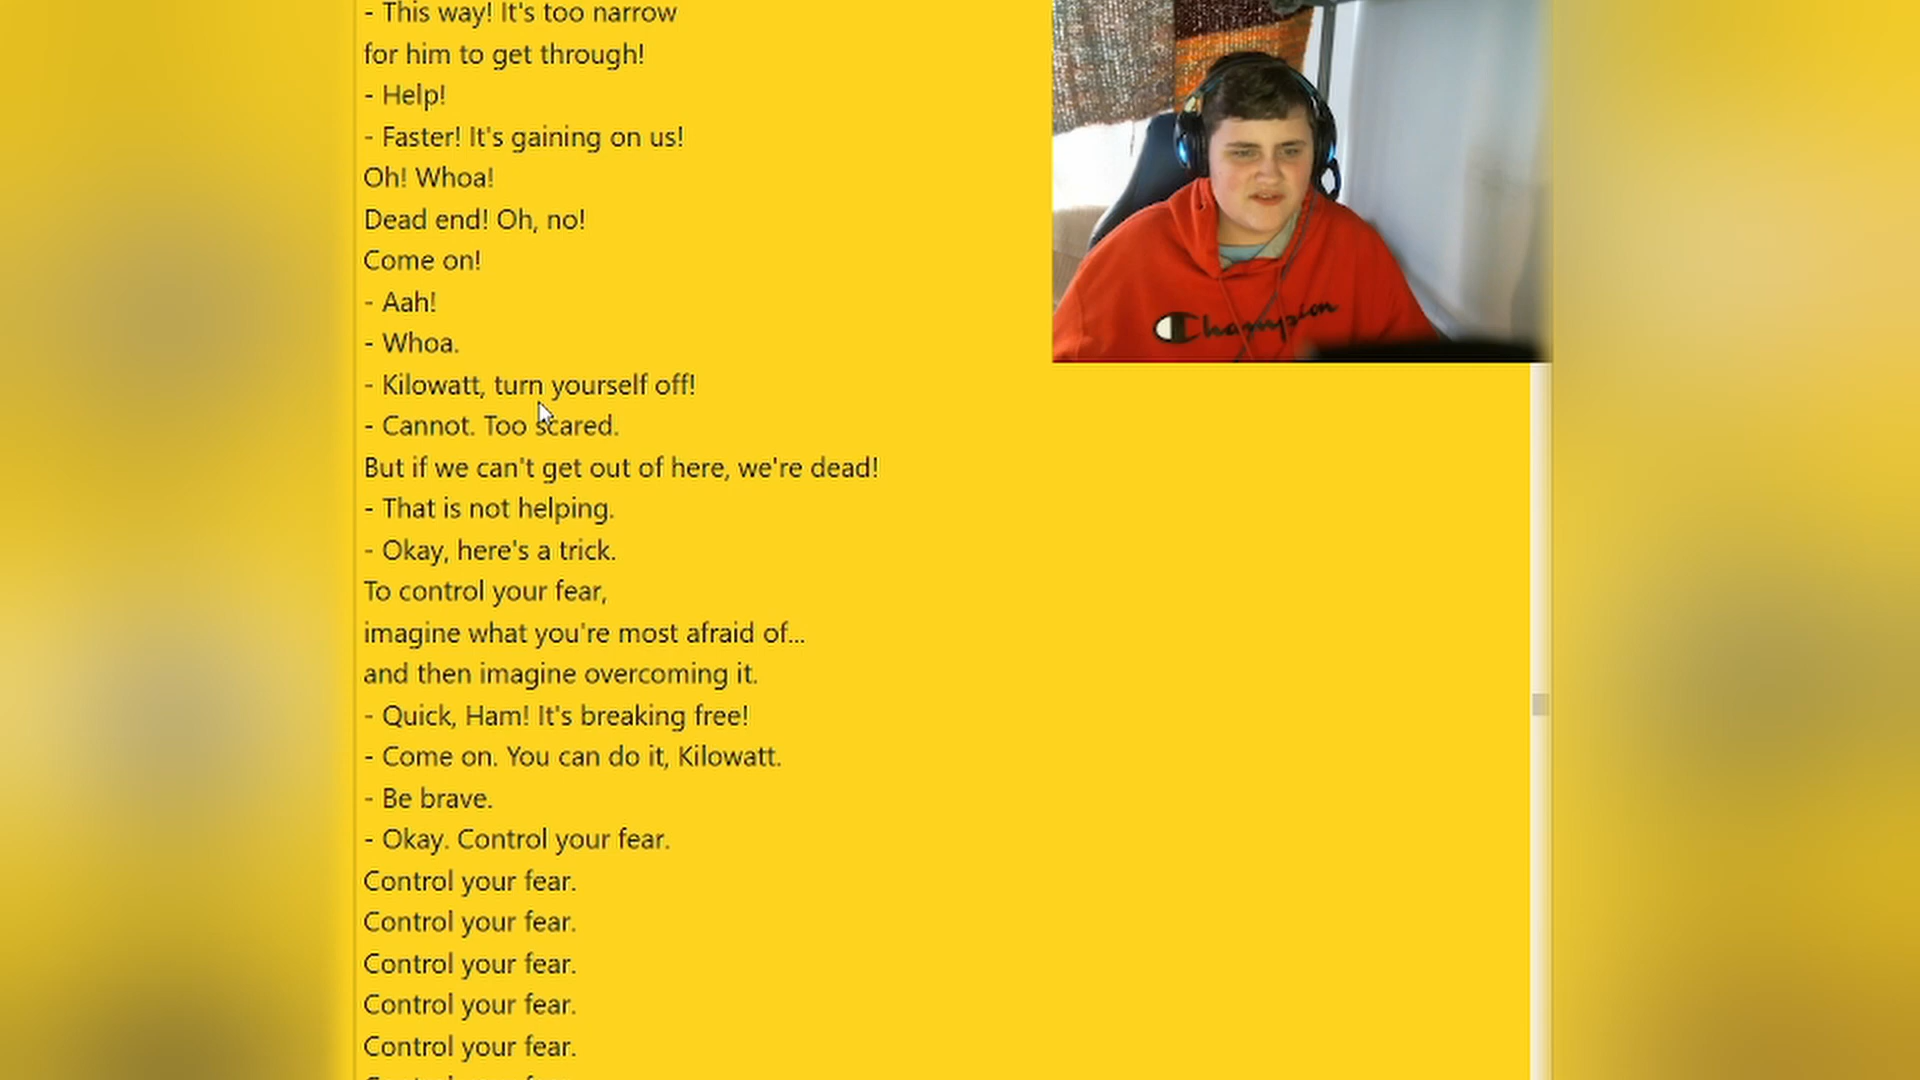 - This way! It's too narrow
for him to get through!
- Help!
- Faster! It's gaining on us!
Oh! Whoa!
Dead end! Oh, no!
Come on!
- Aah!
- Whoa.
- Kilowatt, turn yourself off!
- Cannot. Too scared.
But if we can't get out of here, we're dead!
- That is not helping.
- Okay, here's a trick.
To control your fear,
imagine what you're most afraid of...
and then imagine overcoming it.
- Quick, Ham! It's breaking free!
- Come on. You can do it, Kilowatt.
- Be brave.
- Okay. Control your fear.
Control your fear.
Control your fear.
Control your fear.
Control your fear.
Control your fear.
Champion